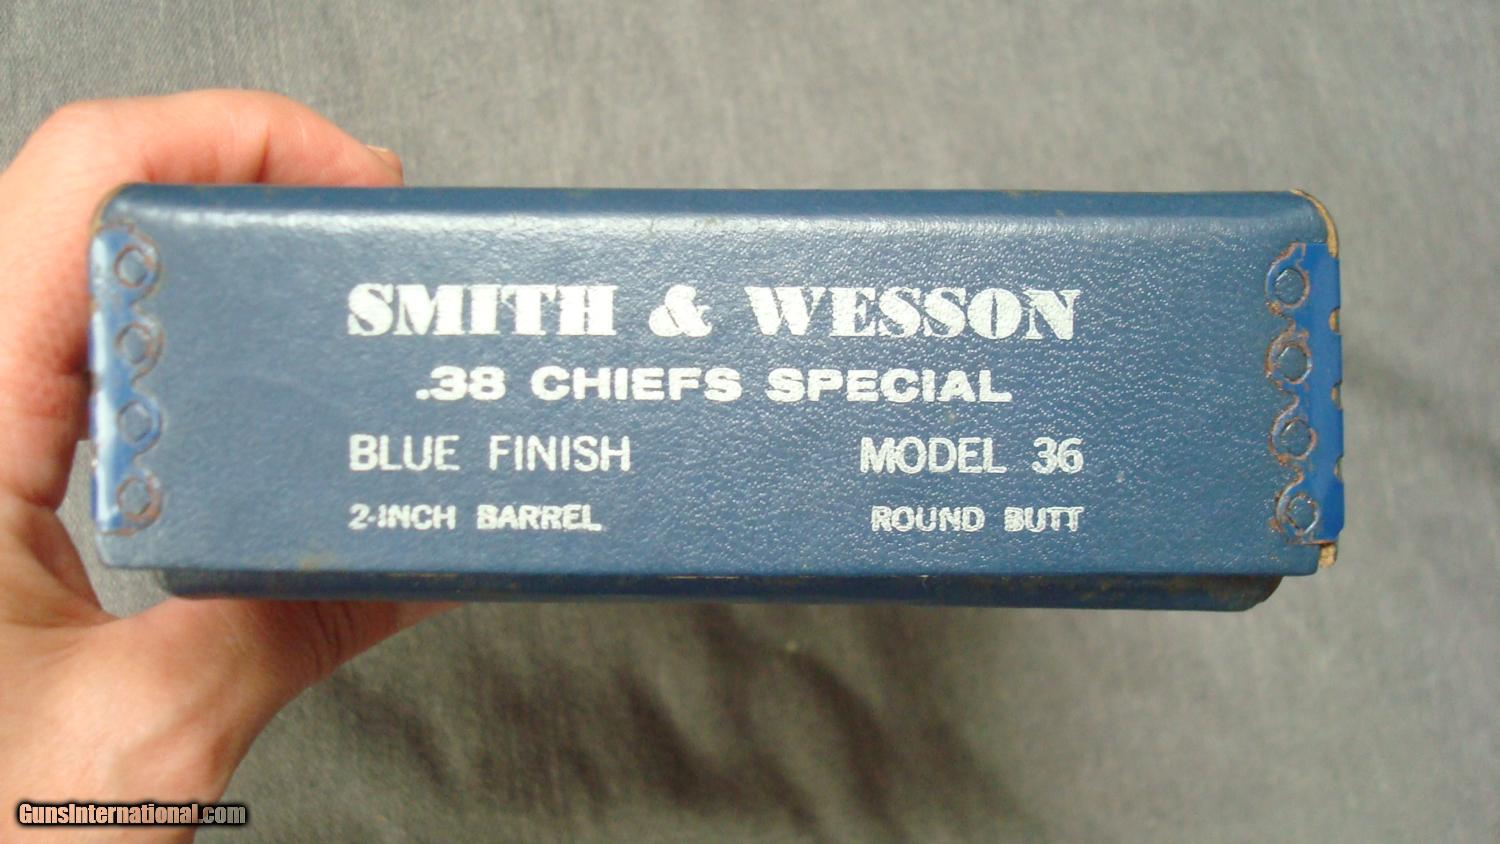 SMITH & WESSON
.38 CHIEFS SPECIAL
BLUE FINISH MODEL 36
2-INCH BARREL ROUND BUTT
GunsInternational.com